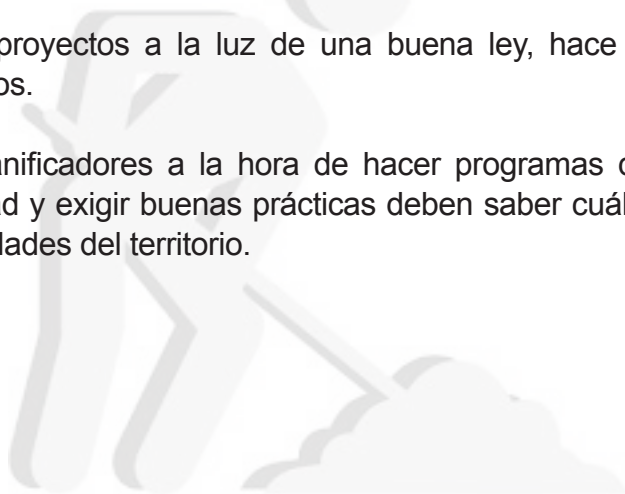 proyectos a la luz de una buena ley, hace
os.
anificadores a la hora de hacer programas
ad y exigir buenas prácticas deben saber cuál
dades del territorio.